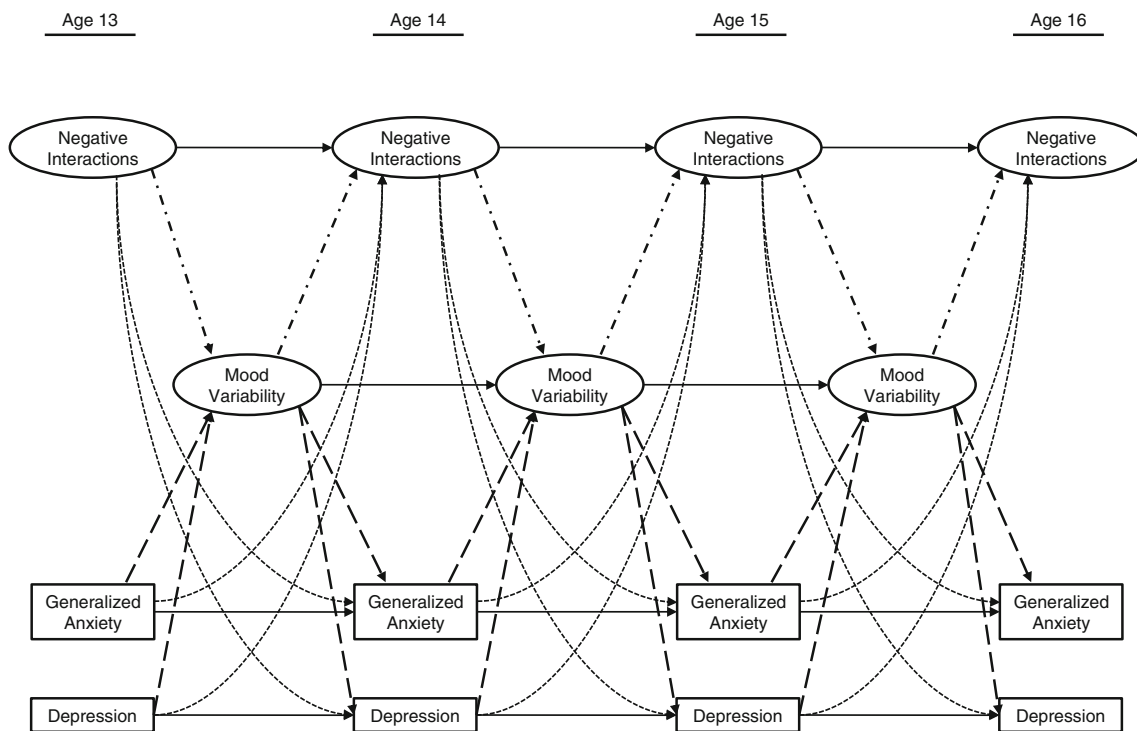 Age 13
Age 14
Age 15
Age 16
Negative
Interactions
Negative
Interactions
Negative
Interactions
Negative
Interactions
Mood
Variability
Mood
Variability
Mood
Variability
Generalized
Anxiety
Generalized
Anxiety
Generalized
Anxiety
Generalized
Anxiety
Depression
Depression
Depression
Depression